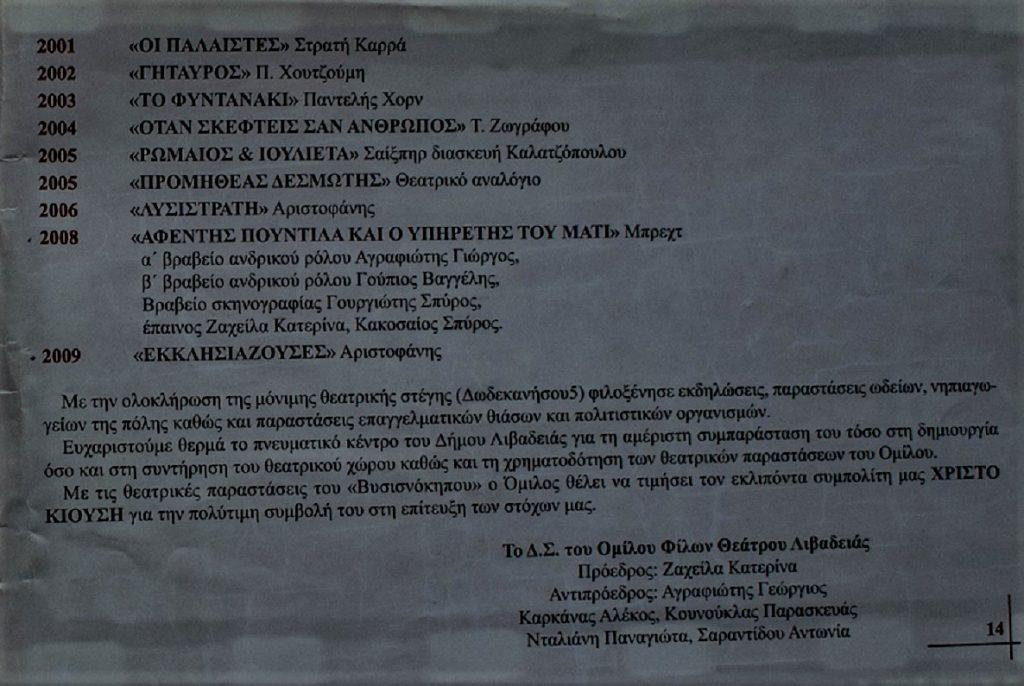 2001 «ΟΙ ΠΑΛΑΙΣΤΕΣ» Στρατή Καρρά
2002 «ΓΗΤΑΥΡΟΣ» Π. Χουτζούμη
2003 «ΤΟ ΦΥΝΤΑΝΑΚΙ» Παντελής Χορν
2004 «ΟΤΑΝ ΣΚΕΦΤΕΙΣ ΣΑΝ ΑΝΘΡΩΠΟΣ» Τ. Ζωγράφου
2005 «ΡΩΜΑΙΟΣ & ΙΟΥΛΙΕΤΑ» Σαίξπηρ διασκευή Καλατζόπουλου
2005 «ΠΡΟΜΗΘΕΑΣ ΔΕΣΜΩΤΗΣ» Θεατρικό αναλόγιο
2006 «ΛΥΣΙΣΤΡΑΤΗ» Αριστοφάνης
2008 «ΑΦΕΝΤΗΣ ΠΟΥΝΤΙΛΑ ΚΑΙ Ο ΥΠΗΡΕΤΗΣ ΤΟΥ ΜΑΤΙ» Μπρεχτ
α΄ βραβείο ανδρικού ρόλου Αγραφιώτης Γιώργος,
β΄ βραβείο ανδρικού ρόλου Γούπιος Βαγγέλης,
Βραβείο σκηνογραφίας Γουργιώτης Σπύρος,
έπαινος Ζαχείλα Κατερίνα, Κακοσαίος Σπύρος.
2009 «ΕΚΚΛΗΣΙΑΖΟΥΣΕΣ» Αριστοφάνης
Με την ολοκλήρωση της μόνιμης θεατρικής στέγης (Δωδεκανήσου5) φιλοξένησε εκδηλώσεις, παραστάσεις ωδείων, νηπιαγω-
γείων της πόλης καθώς και παραστάσεις επαγγελματικών θιάσων και πολιτιστικών οργανισμών.
Ευχαριστούμε θερμά το πνευματικό κέντρο του Δήμου Λιβαδειάς για τη αμέριστη συμπαράσταση του τόσο στη δημιουργία
όσο και στη συντήρηση του θεατρικού χώρου καθώς και τη χρηματοδότηση των θεατρικών παραστάσεων του Ομίλου.
Με τις θεατρικές παραστάσεις του «Βυσισνόκηπου» ο Όμιλος θέλει να τιμήσει τον εκλιπόντα συμπολίτη μας ΧΡΙΣΤΟ
ΚΙΟΥΣΗ για την πολύτιμη συμβολή του στη επίτευξη των στόχων μας.
Το Δ.Σ. του Ομίλου Φίλων Θεάτρου Λιβαδειάς
Πρόεδρος: Ζαχείλα Κατερίνα
Αντιπρόεδρος: Αγραφιώτης Γεώργιος
Καρκάνας Αλέκος, Κουνούκλας Παρασκευάς
Νταλιάνη Παναγιώτα, Σαραντίδου Αντωνία
14